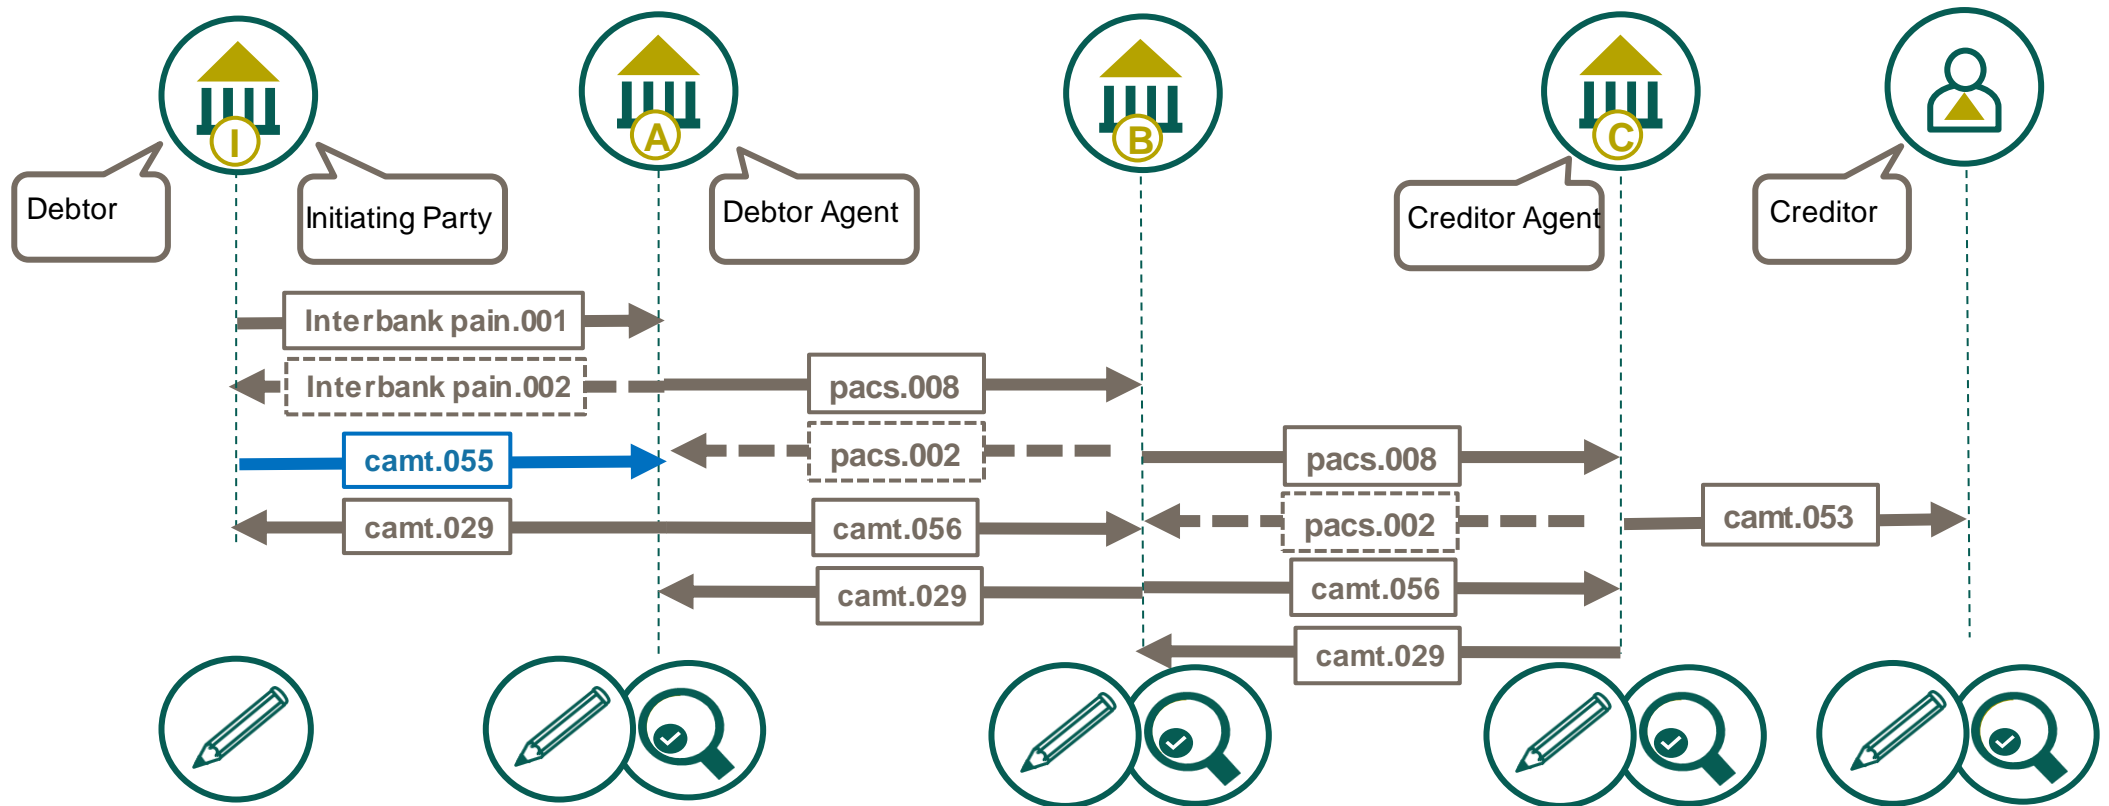 I
A
B
C
Debtor
Initiating Party
Debtor Agent
Creditor Agent
Creditor
Interbank pain.001
Interbank pain.002
pacs.008
camt.055
pacs.002
pacs.008
camt.029
camt.056
pacs.002
camt.053
camt.029
camt.056
camt.029